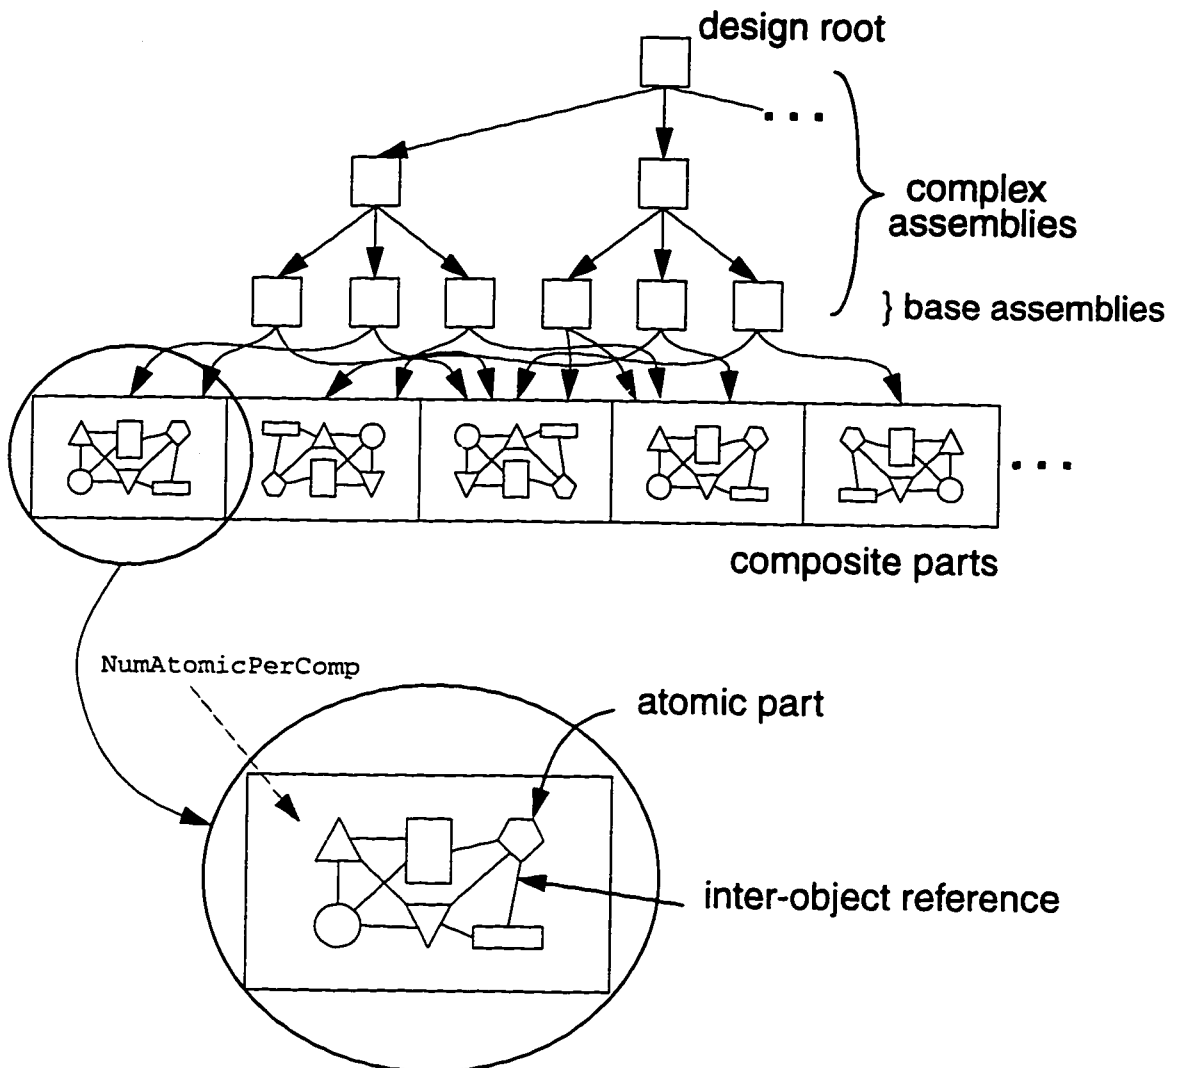 design root
...
complex
assemblies
} base assemblies
...
composite parts
NumAtomicPerComp
atomic part
inter-object reference